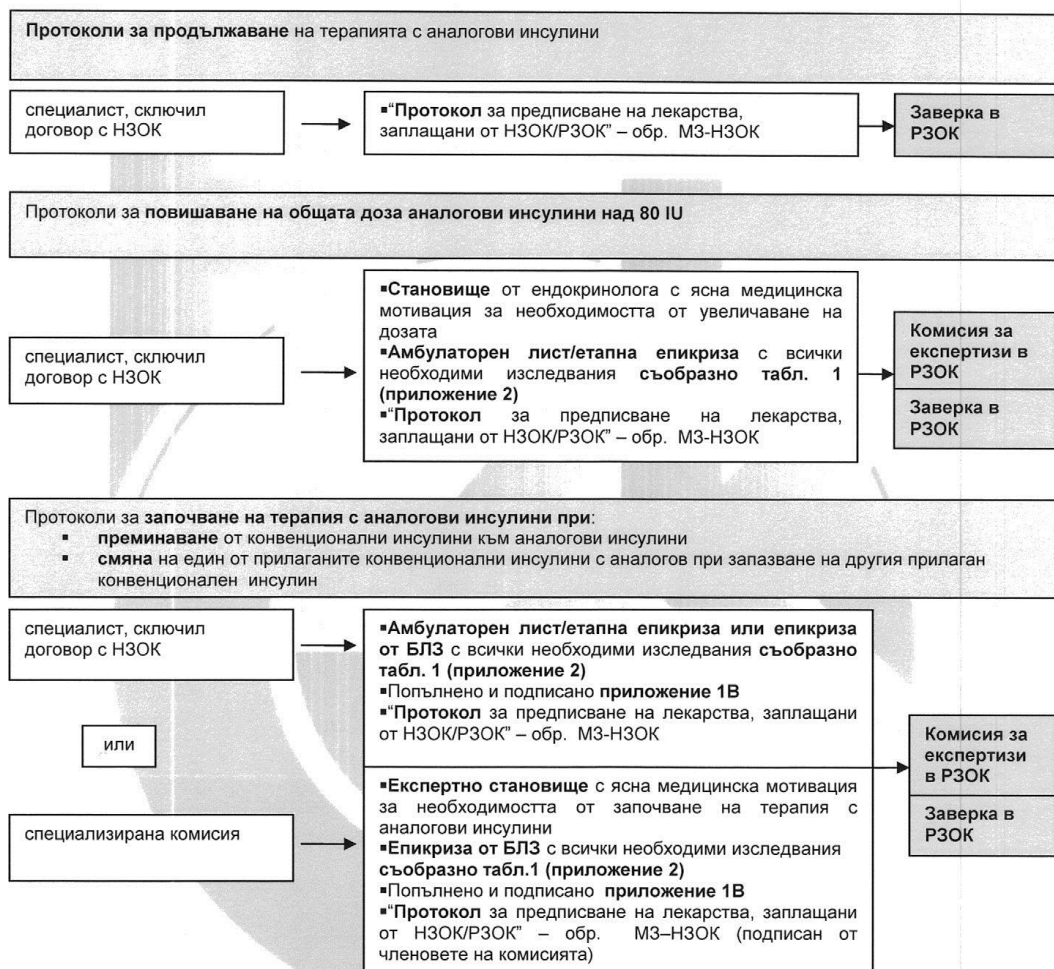 Протоколи за продължаване на терапията с аналогови инсулини
специалист, сключил
договор с НЗОК
▪“Протокол за предписване на лекарства,
заплащани от НЗОК/РЗОК” – обр. МЗ-НЗОК
Заверка в
РЗОК
Протоколи за повишаване на общата доза аналогови инсулини над 80 IU
специалист, сключил
договор с НЗОК
▪Становище от ендокринолога с ясна медицинска
мотивация за необходимостта от увеличаване на
дозата
▪Амбулаторен лист/етапна епикриза с всички
необходими изследвания съобразно табл. 1
(приложение 2)
▪“Протокол за предписване на лекарства,
заплащани от НЗОК/РЗОК” – обр. МЗ-НЗОК
Комисия за
експертизи в
РЗОК
Заверка в
РЗОК
Протоколи за започване на терапия с аналогови инсулини при:
▪ преминаване от конвенционални инсулини към аналогови инсулини
▪ смяна на един от прилаганите конвенционални инсулини с аналогов при запазване на другия прилаган
конвенционален инсулин
специалист, сключил
договор с НЗОК
▪Амбулаторен лист/етапна епикриза или епикриза
от БЛЗ с всички необходими изследвания съобразно
табл. 1 (приложение 2)
▪Попълнено и подписано приложение 1В
▪“Протокол за предписване на лекарства, заплащани
от НЗОК/РЗОК” – обр. МЗ-НЗОК
или
специализирана комисия
▪Експертно становище с ясна медицинска мотивация
за необходимостта от започване на терапия с
аналогови инсулини
▪Епикриза от БЛЗ с всички необходими изследвания
съобразно табл.1 (приложение 2)
▪Попълнено и подписано приложение 1В
▪“Протокол за предписване на лекарства, заплащани
от НЗОК/РЗОК” – обр. МЗ–НЗОК (подписан от
членовете на комисията)
Комисия за
експертизи
в РЗОК
Заверка в
РЗОК